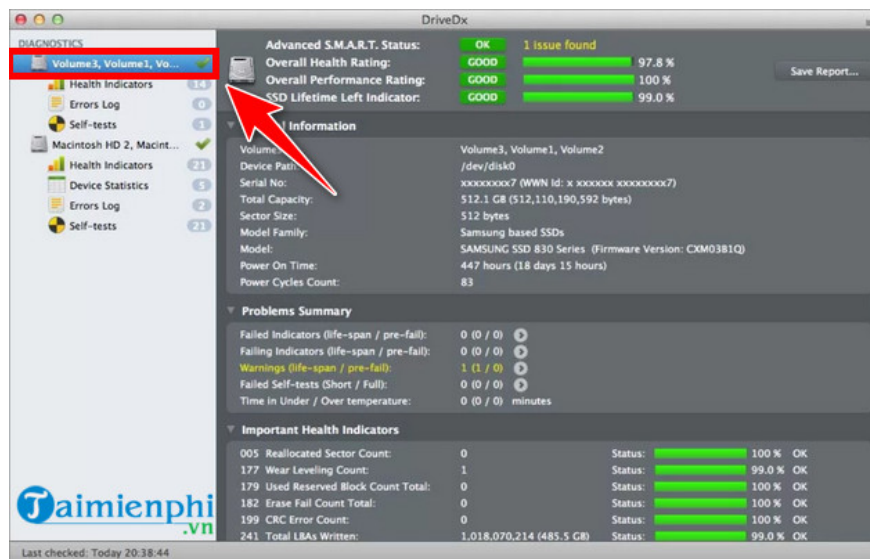 DriveDx
DIAGNOSTICS
Volume3, Volume1, Vo...
Health Indicators 14
Errors Log 0
Self-tests 1
Macintosh HD 2, Macint...
Health Indicators 21
Device Statistics 5
Errors Log 2
Self-tests 21
Advanced S.M.A.R.T. Status: OK 1 issue found
Overall Health Rating: GOOD 97.8 %
Overall Performance Rating: GOOD 100 %
SSD Lifetime Left Indicator: GOOD 99.0 %
Save Report...
Information
Volume3, Volume1, Volume2
Device Path: /dev/disk0
Serial No: xxxxxxxx7 (WWN Id: x xxxxxx xxxxxxxx7)
Total Capacity: 512.1 GB (512,110,190,592 bytes)
Sector Size: 512 bytes
Model Family: Samsung based SSDs
Model: SAMSUNG SSD 830 Series (Firmware Version: CXM03B1Q)
Power On Time: 447 hours (18 days 15 hours)
Power Cycles Count: 83
Problems Summary
Failed Indicators (life-span / pre-fail): 0 (0 / 0)
Failing Indicators (life-span / pre-fail): 0 (0 / 0)
Warnings (life-span / pre-fail): 1 (1 / 0)
Failed Self-tests (Short / Full): 0 (0 / 0)
Time in Under / Over temperature: 0 (0 / 0) minutes
Important Health Indicators
005 Reallocated Sector Count: 0 Status: 100 % OK
177 Wear Leveling Count: 1 Status: 99.0 % OK
179 Used Reserved Block Count Total: 0 Status: 100 % OK
182 Erase Fail Count Total: 0 Status: 100 % OK
199 CRC Error Count: 0 Status: 100 % OK
241 Total LBAs Written: 1,018,070,214 (485.5 GB) Status: 99.0 % OK
Taimienphi
.vn
Last checked: Today 20:38:44